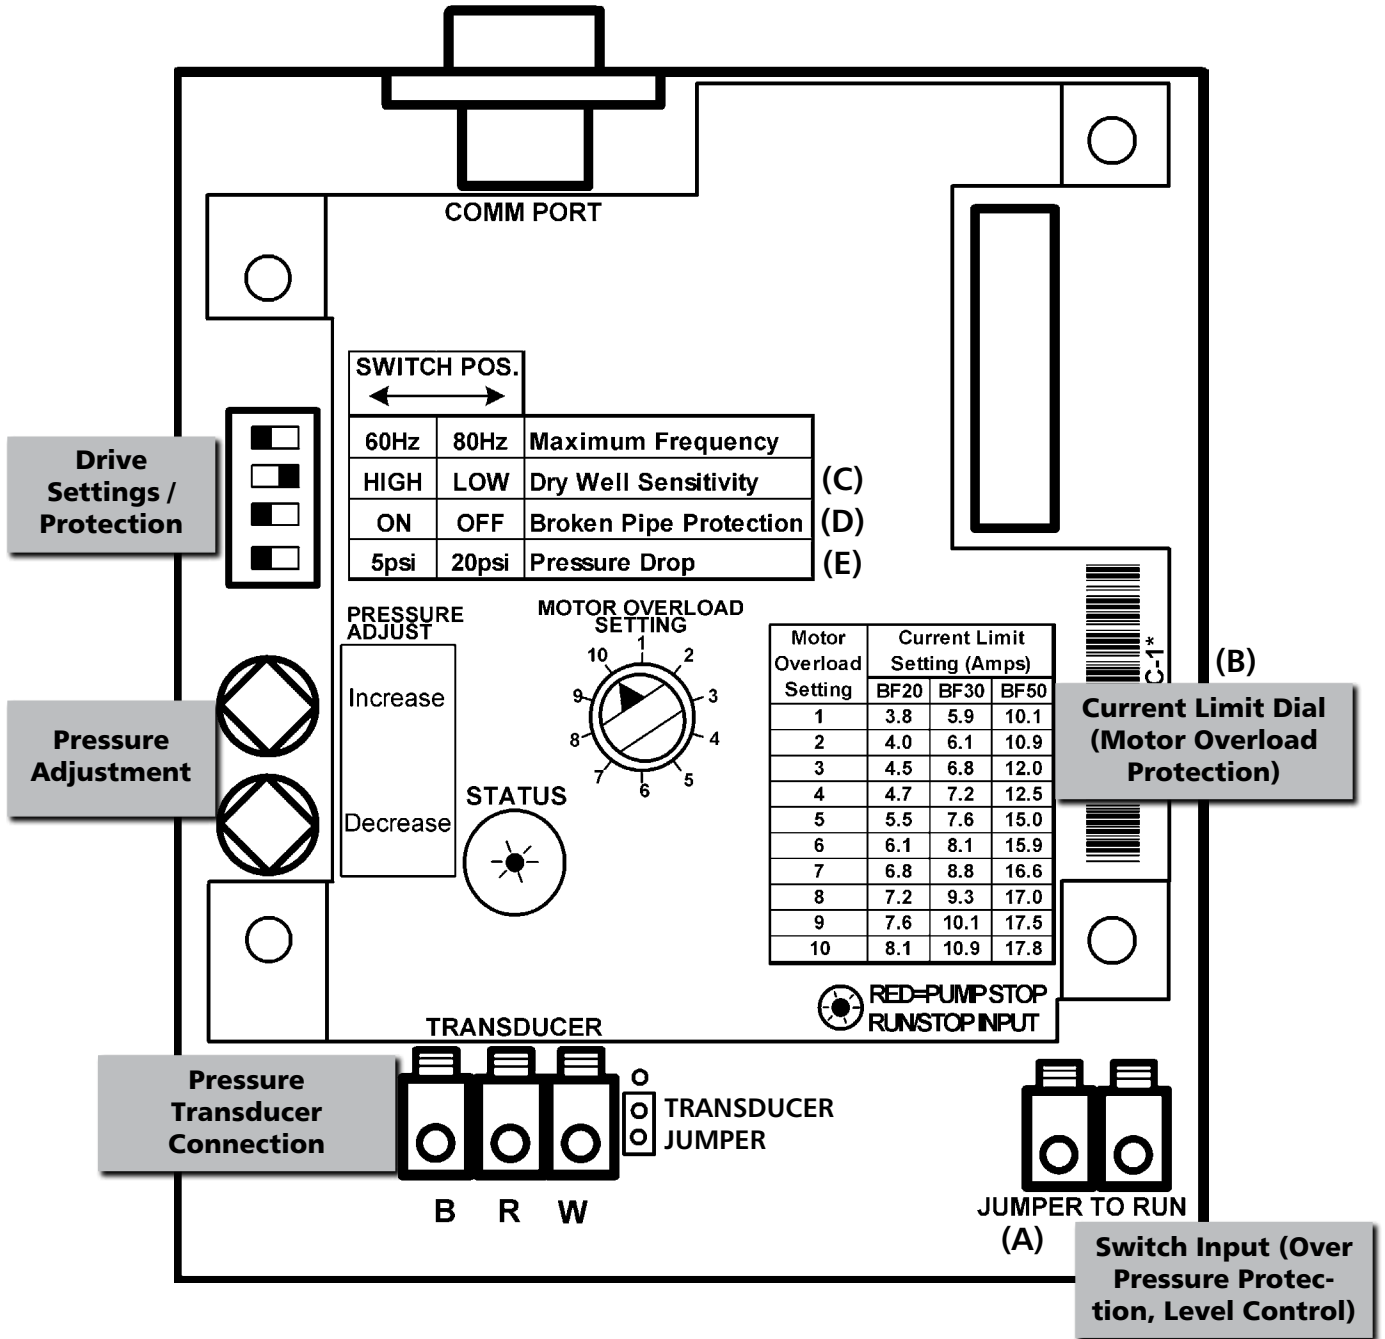 COMM PORT
SWITCH POS.
60Hz 80Hz Maximum Frequency
HIGH LOW Dry Well Sensitivity (C)
ON OFF Broken Pipe Protection (D)
5psi 20psi Pressure Drop (E)
Drive
Settings /
Protection
PRESSURE
ADJUST
Increase
Decrease
Pressure
Adjustment
MOTOR OVERLOAD
SETTING
1
2
3
4
5
6
7
8
9
10
STATUS
Motor Overload Setting
Current Limit
Setting (Amps)
BF20 BF30 BF50
1 3.8 5.9 10.1
2 4.0 6.1 10.9
3 4.5 6.8 12.0
4 4.7 7.2 12.5
5 5.5 7.6 15.0
6 6.1 8.1 15.9
7 6.8 8.8 16.6
8 7.2 9.3 17.0
9 7.6 10.1 17.5
10 8.1 10.9 17.8
C-1*
(B)
Current Limit Dial
(Motor Overload
Protection)
RED=PUMP STOP
RUN/STOP INPUT
TRANSDUCER
Pressure
Transducer
Connection
TRANSDUCER
JUMPER
B R W
JUMPER TO RUN
(A)
Switch Input (Over
Pressure Protec-
tion, Level Control)